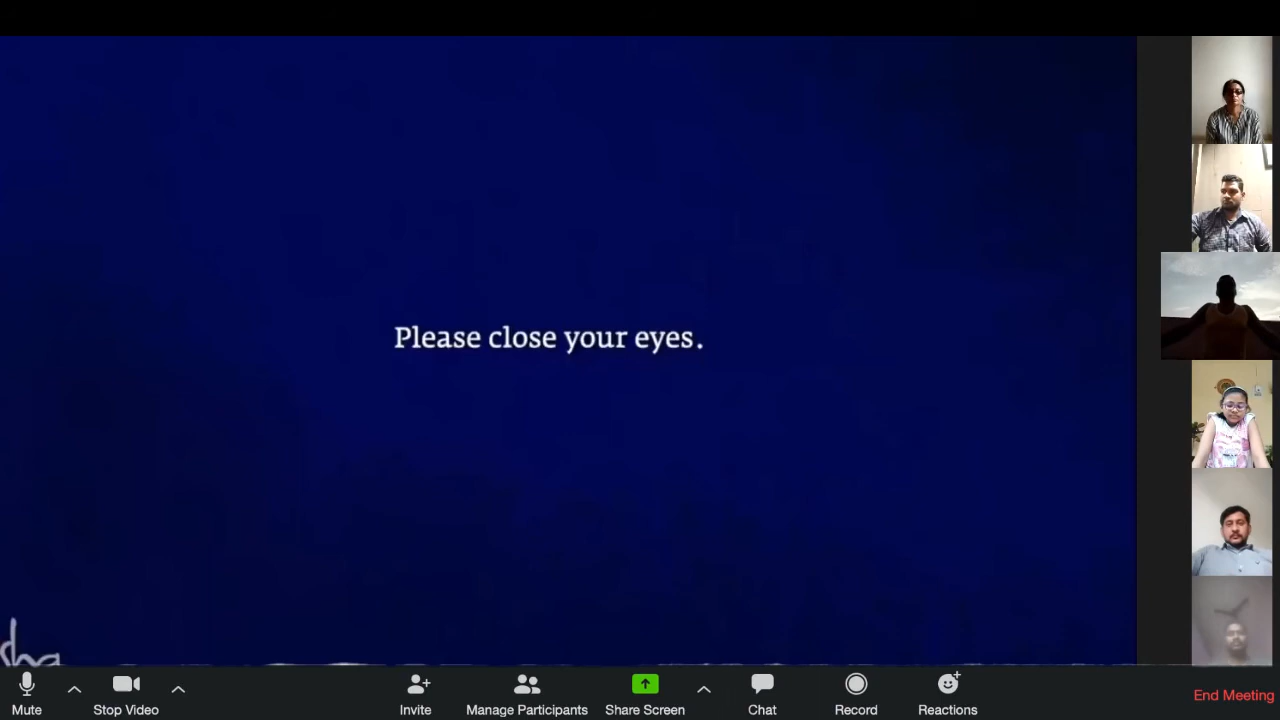 Please close your eyes.
Mute
Stop Video
Invite
Manage Participants
Share Screen
Chat
Record
Reactions
End Meeting